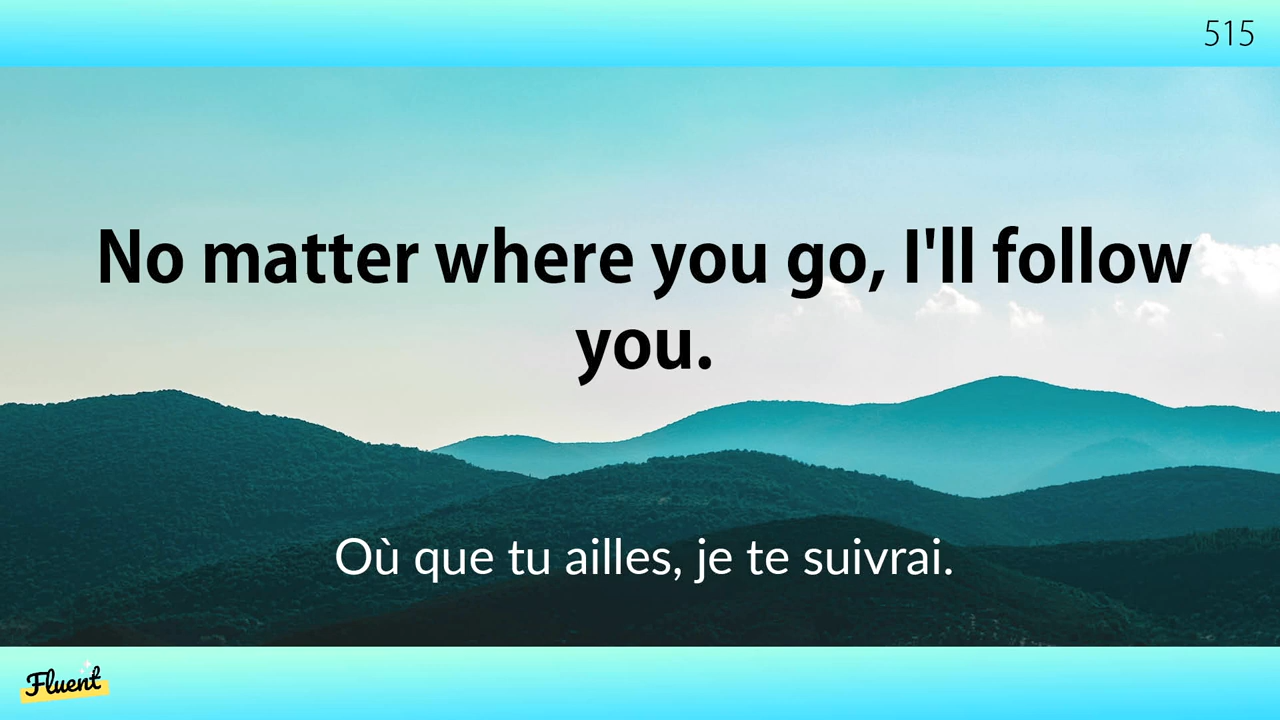 515
No matter where you go, I'll follow
you.
Où que tu ailles, je te suivrai.
Fluent